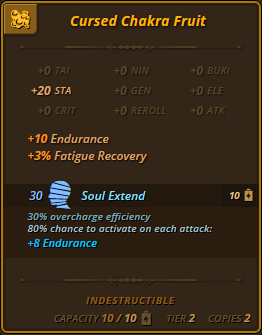 Cursed Chakra Fruit
+0 TAI +0 NIN +0 BUKI
+20 STA +0 GEN +0 ELE
+0 CRIT +0 REROLL +0 ATK
+10 Endurance
+3% Fatigue Recovery
30 Soul Extend 10
30% overcharge efficiency
80% chance to activate on each attack:
+8 Endurance
INDESTRUCTIBLE
CAPACITY 10 / 10 TIER 2 COPIES 2